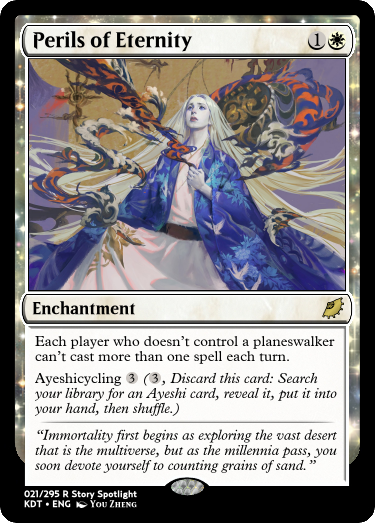 Perils of Eternity 1
Enchantment
Each player who doesn't control a planeswalker
can't cast more than one spell each turn.
Ayeshicycling 3 (3, Discard this card: Search
your library for an Ayeshi card, reveal it, put it into
your hand, then shuffle.)
"Immortality first begins as exploring the vast desert
that is the multiverse, but as the millennia pass, you
soon devote yourself to counting grains of sand."
021/295 R Story Spotlight
KDT • ENG You Zheng